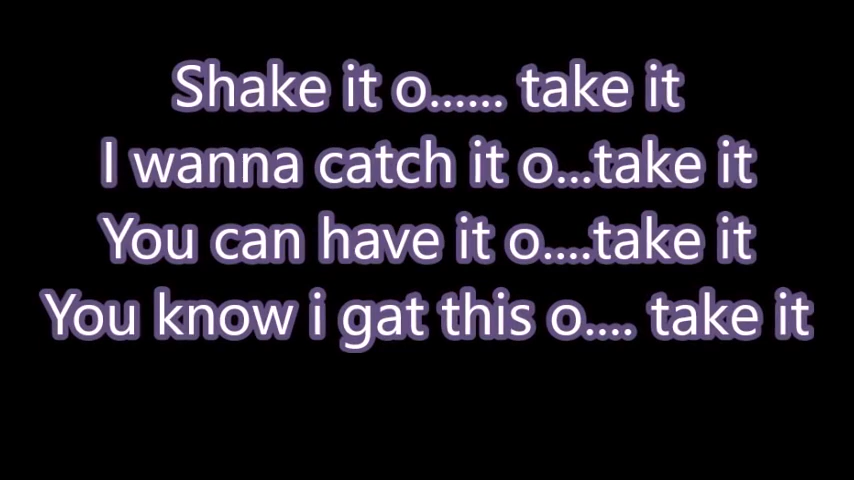 Shake it o...... take it
I wanna catch it o...take it
You can have it o....take it
You know i gat this o.... take it